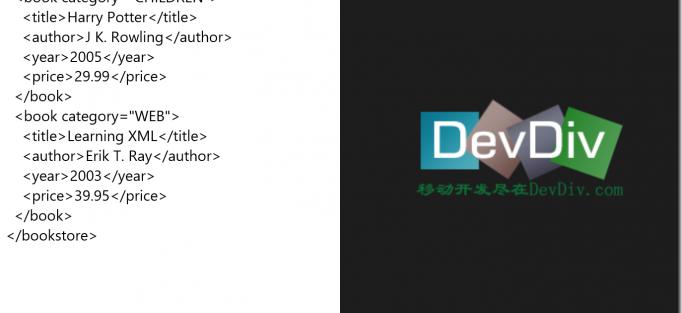 <book category="CHILDREN">
<title>Harry Potter</title>
<author>J K. Rowling</author>
<year>2005</year>
<price>29.99</price>
</book>
<book category="WEB">
<title>Learning XML</title>
<author>Erik T. Ray</author>
<year>2003</year>
<price>39.95</price>
</book>
</bookstore>
DevDiv
移动开发尽在DevDiv.com